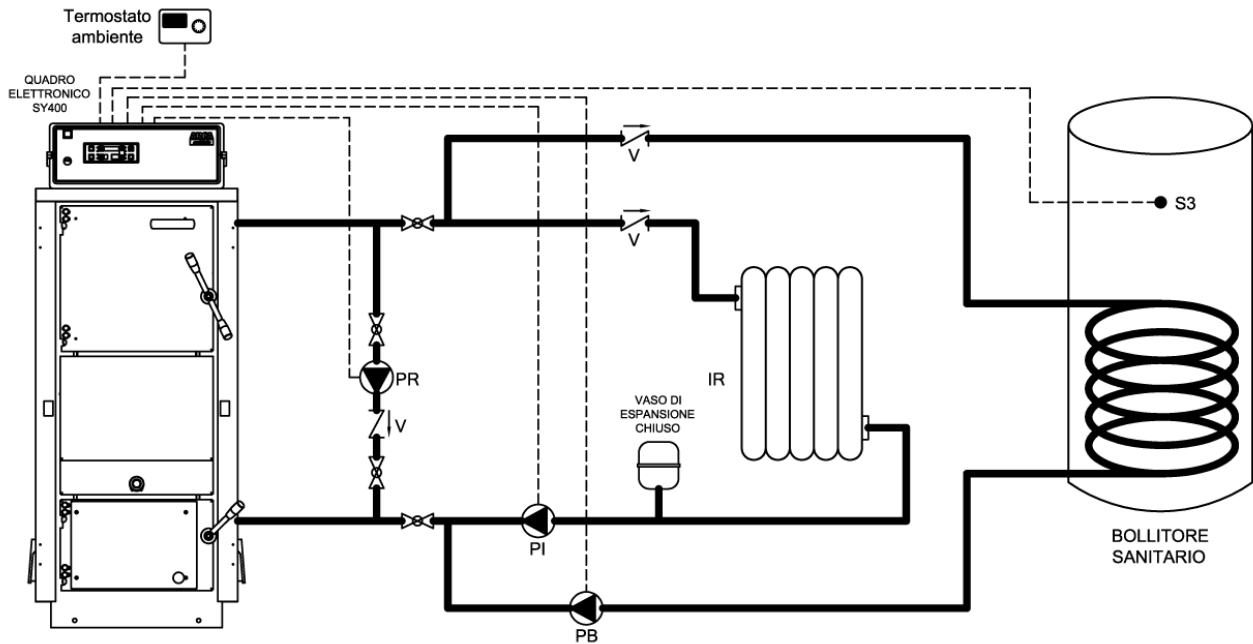 Termostato
ambiente
QUADRO
ELETTRONICO
SY400
V
S3
V
PR
IR
V
VASO DI
ESPANSIONE
CHIUSO
PI
BOLLITORE
SANITARIO
PB